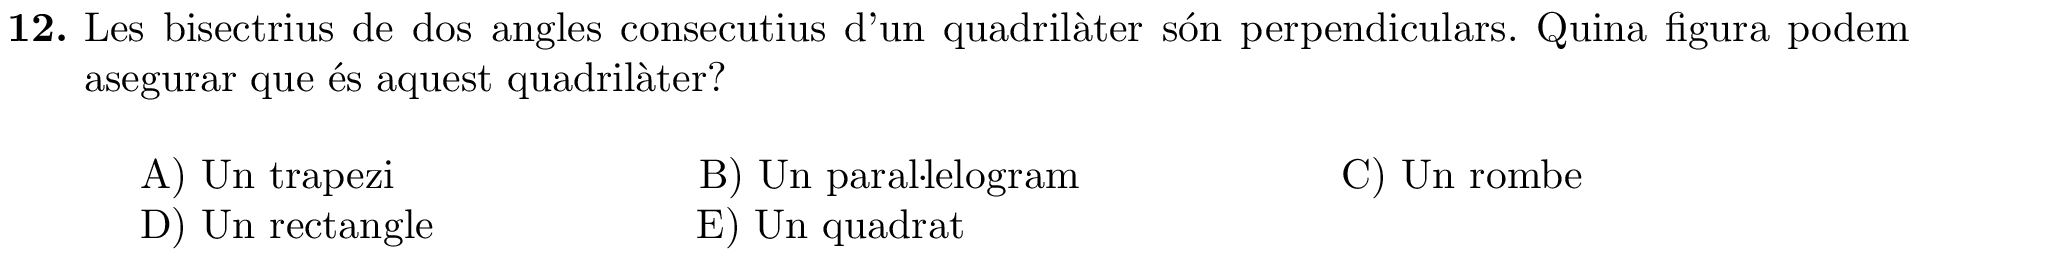 12. Les bisectrius de dos angles consecutius d'un quadrilàter són perpendiculars. Quina figura podem
asegurar que és aquest quadrilàter?
A) Un trapezi B) Un paral·lelogram C) Un rombe
D) Un rectangle E) Un quadrat